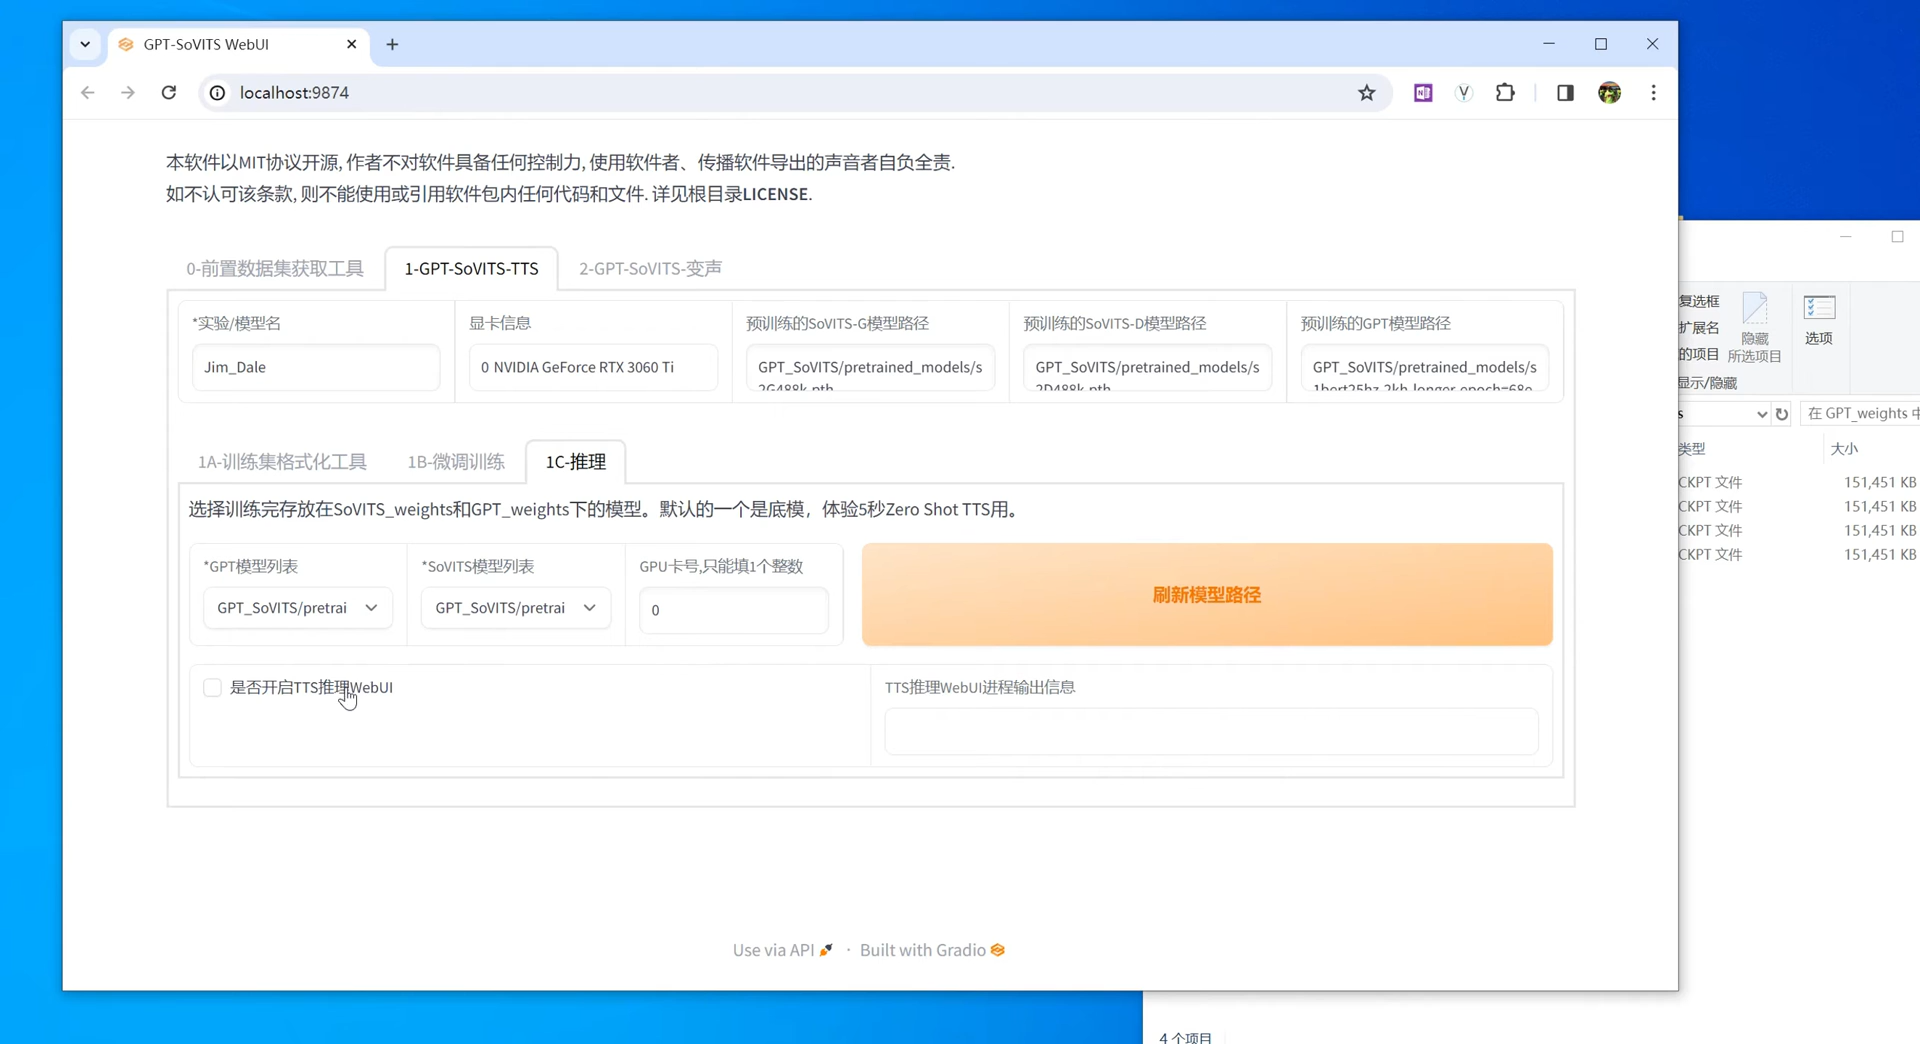 GPT-SoVITS WebUI
localhost:9874
本软件以MIT协议开源, 作者不对软件具备任何控制力, 使用软件者、传播软件导出的声音者自负全责.
如不认可该条款, 则不能使用或引用软件包内任何代码和文件. 详见根目录LICENSE.
0-前置数据集获取工具
1-GPT-SoVITS-TTS
2-GPT-SoVITS-变声
*实验/模型名
显卡信息
预训练的SoVITS-G模型路径
预训练的SoVITS-D模型路径
预训练的GPT模型路径
Jim_Dale
0 NVIDIA GeForce RTX 3060 Ti
GPT_SoVITS/pretrained_models/s
2G488k.pth
GPT_SoVITS/pretrained_models/s
2D488k.pth
GPT_SoVITS/pretrained_models/s
1bert25hz-2kh-longer-epoch=68e
1A-训练集格式化工具
1B-微调训练
1C-推理
选择训练完存放在SoVITS_weights和GPT_weights下的模型。默认的一个是底模，体验5秒Zero Shot TTS用。
*GPT模型列表
*SoVITS模型列表
GPU卡号,只能填1个整数
GPT_SoVITS/pretrai
GPT_SoVITS/pretrai
0
刷新模型路径
是否开启TTS推理WebUI
TTS推理WebUI进程输出信息
Use via API · Built with Gradio
复选框
扩展名
的项目
隐藏
所选项目
选项
显示/隐藏
s
在 GPT_weights 中
类型
大小
CKPT 文件 151,451 KB
CKPT 文件 151,451 KB
CKPT 文件 151,451 KB
CKPT 文件 151,451 KB
4 个项目